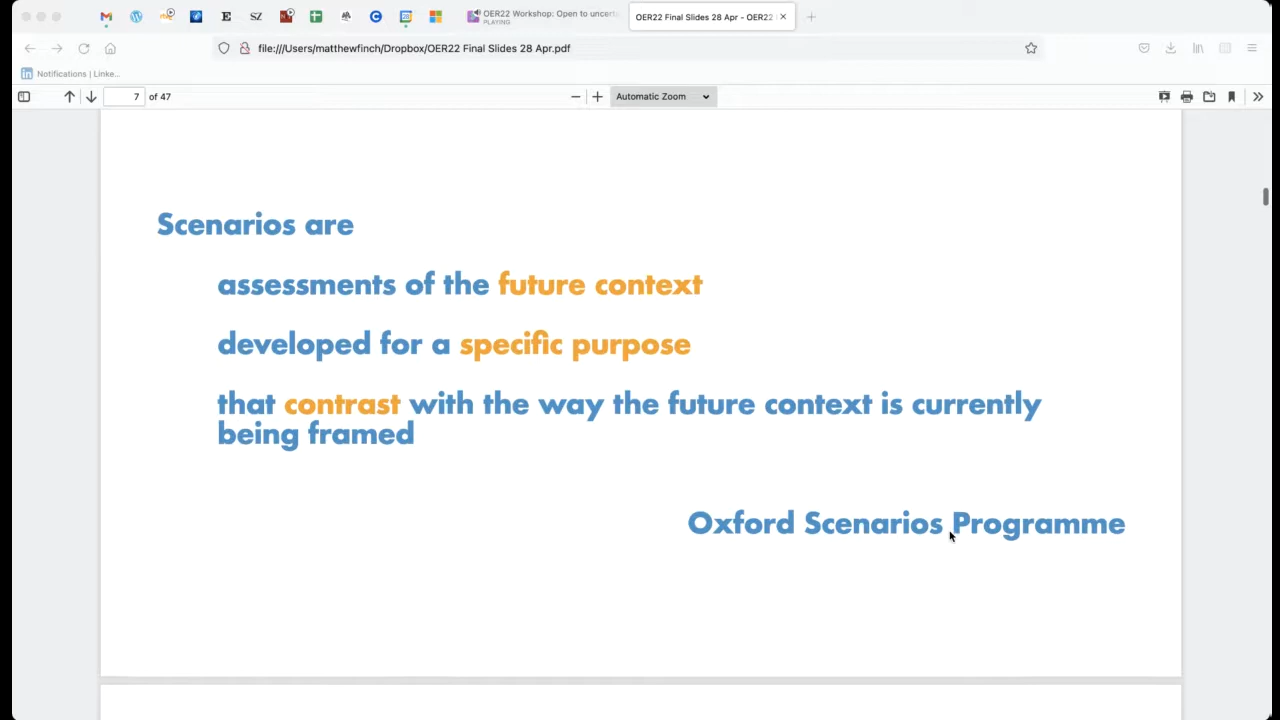 OER22 Workshop: Open to uncerta
PLAYING
OER22 Final Slides 28 Apr - OER22
file:///Users/matthewfinch/Dropbox/OER22 Final Slides 28 Apr.pdf
Notifications | Linke...
7 of 47
Automatic Zoom
Scenarios are
assessments of the future context
developed for a specific purpose
that contrast with the way the future context is currently
being framed
Oxford Scenarios Programme